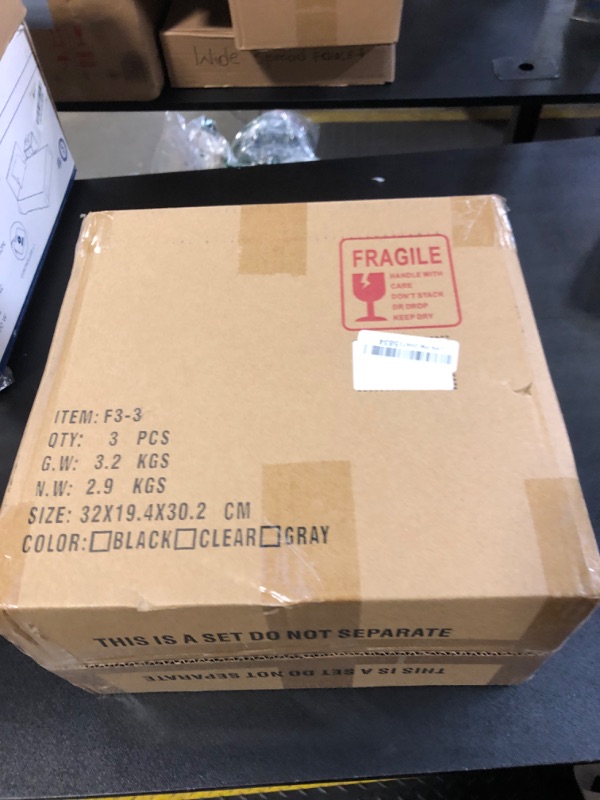 Wide
FRAGILE
HANDLE WITH
CARE
DON'T STACK
OR DROP
KEEP DRY
ITEM: F3-3
QTY: 3 PCS
G.W: 3.2 KGS
N.W: 2.9 KGS
SIZE: 32X19.4X30.2 CM
COLOR:☐BLACK☐CLEAR☐GRAY
THIS IS A SET DO NOT SEPARATE
THIS IS A SET DO NOT SEPARATE